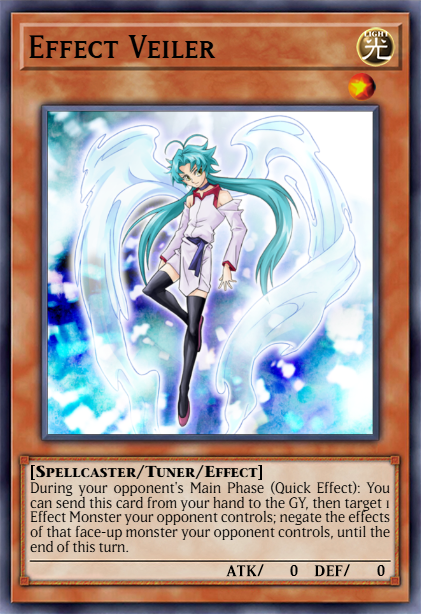 Effect Veiler
LIGHT
光
[Spellcaster/Tuner/Effect]
During your opponent's Main Phase (Quick Effect): You
can send this card from your hand to the GY, then target 1
Effect Monster your opponent controls; negate the effects
of that face-up monster your opponent controls, until the
end of this turn.
ATK/ 0 DEF/ 0